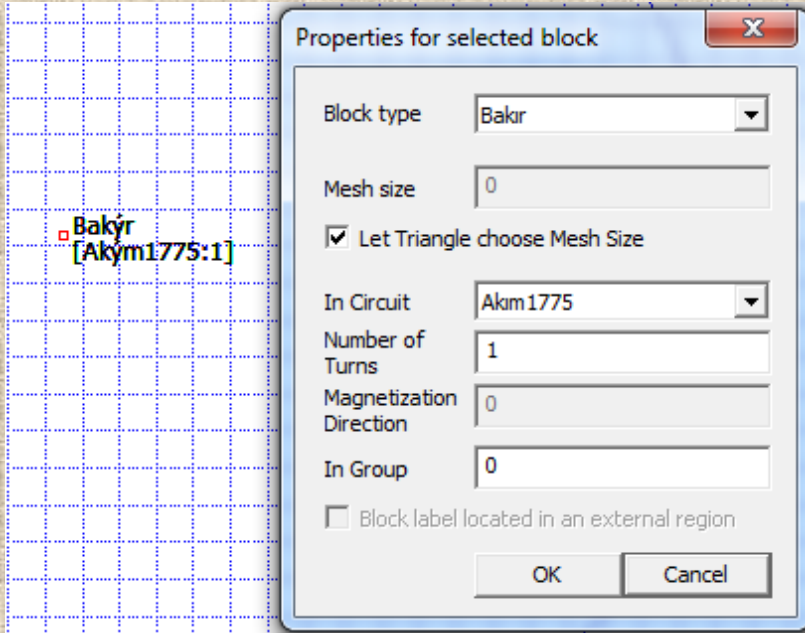 Properties for selected block
Block type
Bakır
Mesh size
0
Let Triangle choose Mesh Size
In Circuit
Akım1775
Number of
Turns
1
Magnetization
Direction
0
In Group
0
Block label located in an external region
OK
Cancel
Bakýr
[Akým1775:1]